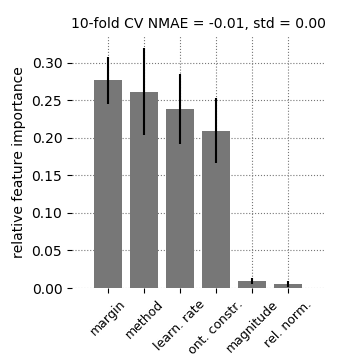 10-fold CV NMAE = -0.01, std = 0.00
relative feature importance
0.30
0.25
0.20
0.15
0.10
0.05
0.00
margin
method
learn. rate
ont. constr.
magnitude
rel. norm.